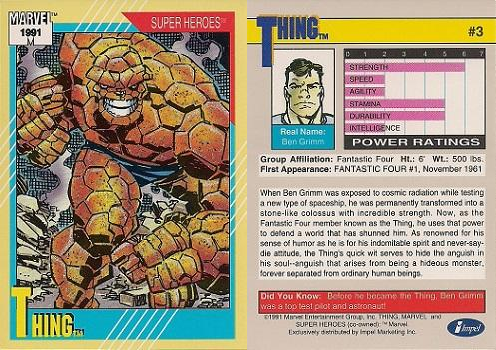 MARVEL™
1991
M
SUPER HEROES™
THING™
THING™
#3
0 1 2 3 4 5 6 7
STRENGTH
SPEED
AGILITY
STAMINA
DURABILITY
INTELLIGENCE
POWER RATINGS
Real Name:
Ben Grimm
Group Affiliation: Fantastic Four Ht.: 6' Wt.: 500 lbs.
First Appearance: FANTASTIC FOUR #1, November 1961
When Ben Grimm was exposed to cosmic radiation while testing
a new type of spaceship, he was permanently transformed into a
stone-like colossus with incredible strength. Now, as the
Fantastic Four member known as the Thing, he uses that power
to defend a world that has shunned him. As renowned for his
sense of humor as he is for his indomitable spirit and never-say-
die attitude, the Thing's quick wit serves to hide the anguish in
his soul--anguish that arises from being a hideous monster,
forever separated from ordinary human beings.
Did You Know: Before he became the Thing, Ben Grimm
was a top test pilot and astronaut!
©1991 Marvel Entertainment Group, Inc. THING, MARVEL and
SUPER HEROES (co-owned):™ Marvel.
Exclusively distributed by Impel Marketing Inc.
impel